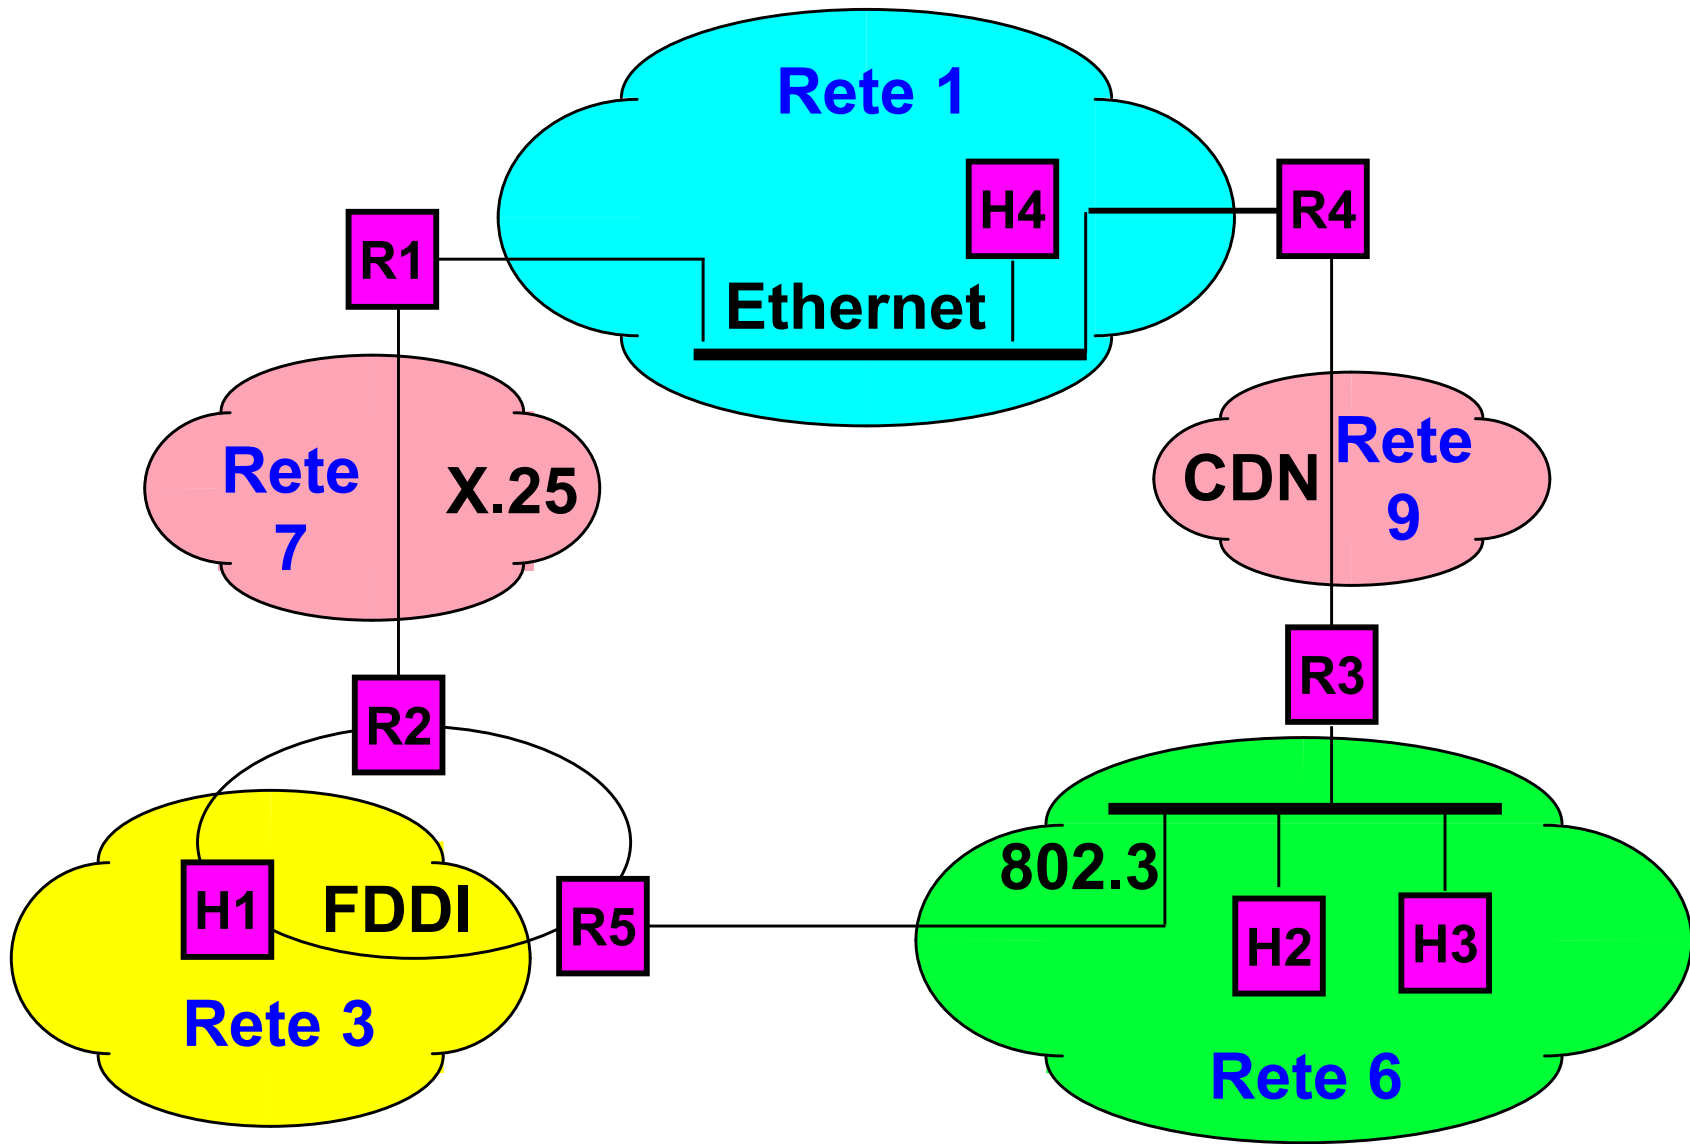 Rete 1
H4
R4
R1
Ethernet
Rete
7
X.25
CDN
Rete
9
R3
R2
802.3
H1
FDDI
R5
H2
H3
Rete 3
Rete 6